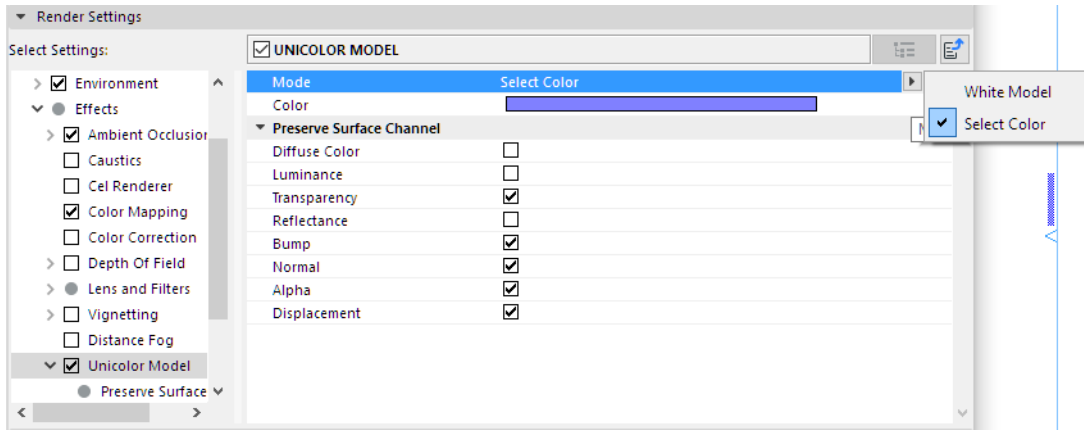 Render Settings
Select Settings:
UNICOLOR MODEL
Environment
Effects
Ambient Occlusion
Caustics
Cel Renderer
Color Mapping
Color Correction
Depth Of Field
Lens and Filters
Vignetting
Distance Fog
Unicolor Model
Preserve Surface
Mode Select Color
Color
Preserve Surface Channel
Diffuse Color
Luminance
Transparency
Reflectance
Bump
Normal
Alpha
Displacement
White Model
Select Color